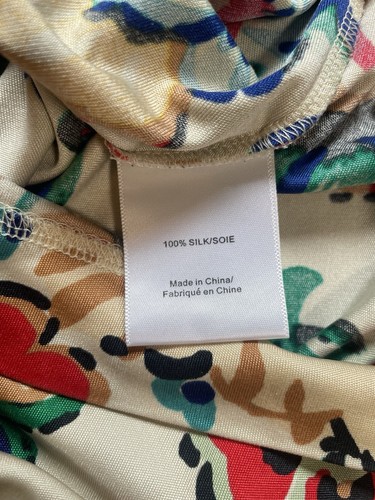 100% SILK/SOIE
Made in China/
Fabriqué en Chine